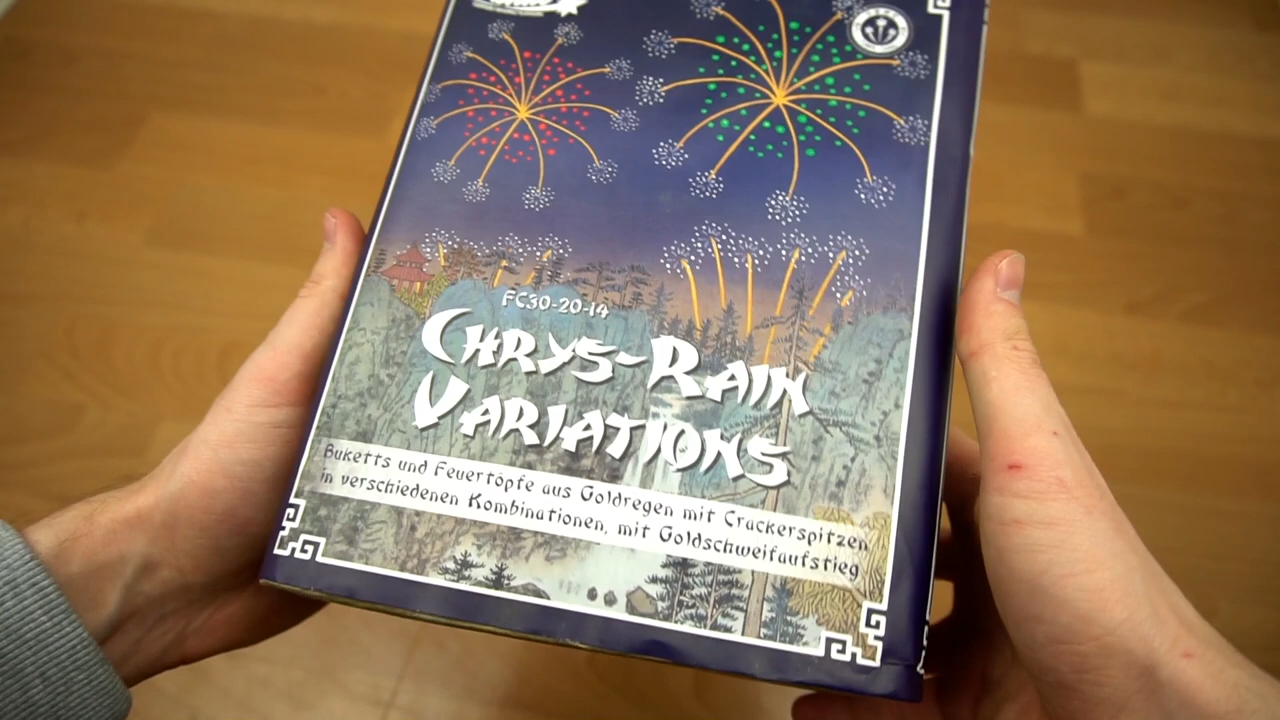 FC30-20-14
CHRYS-RAIN
VARIATIONS
Buketts und Feuertöpfe aus Goldregen mit Crackerspitzen
in verschiedenen Kombinationen, mit Goldschweifaufstieg